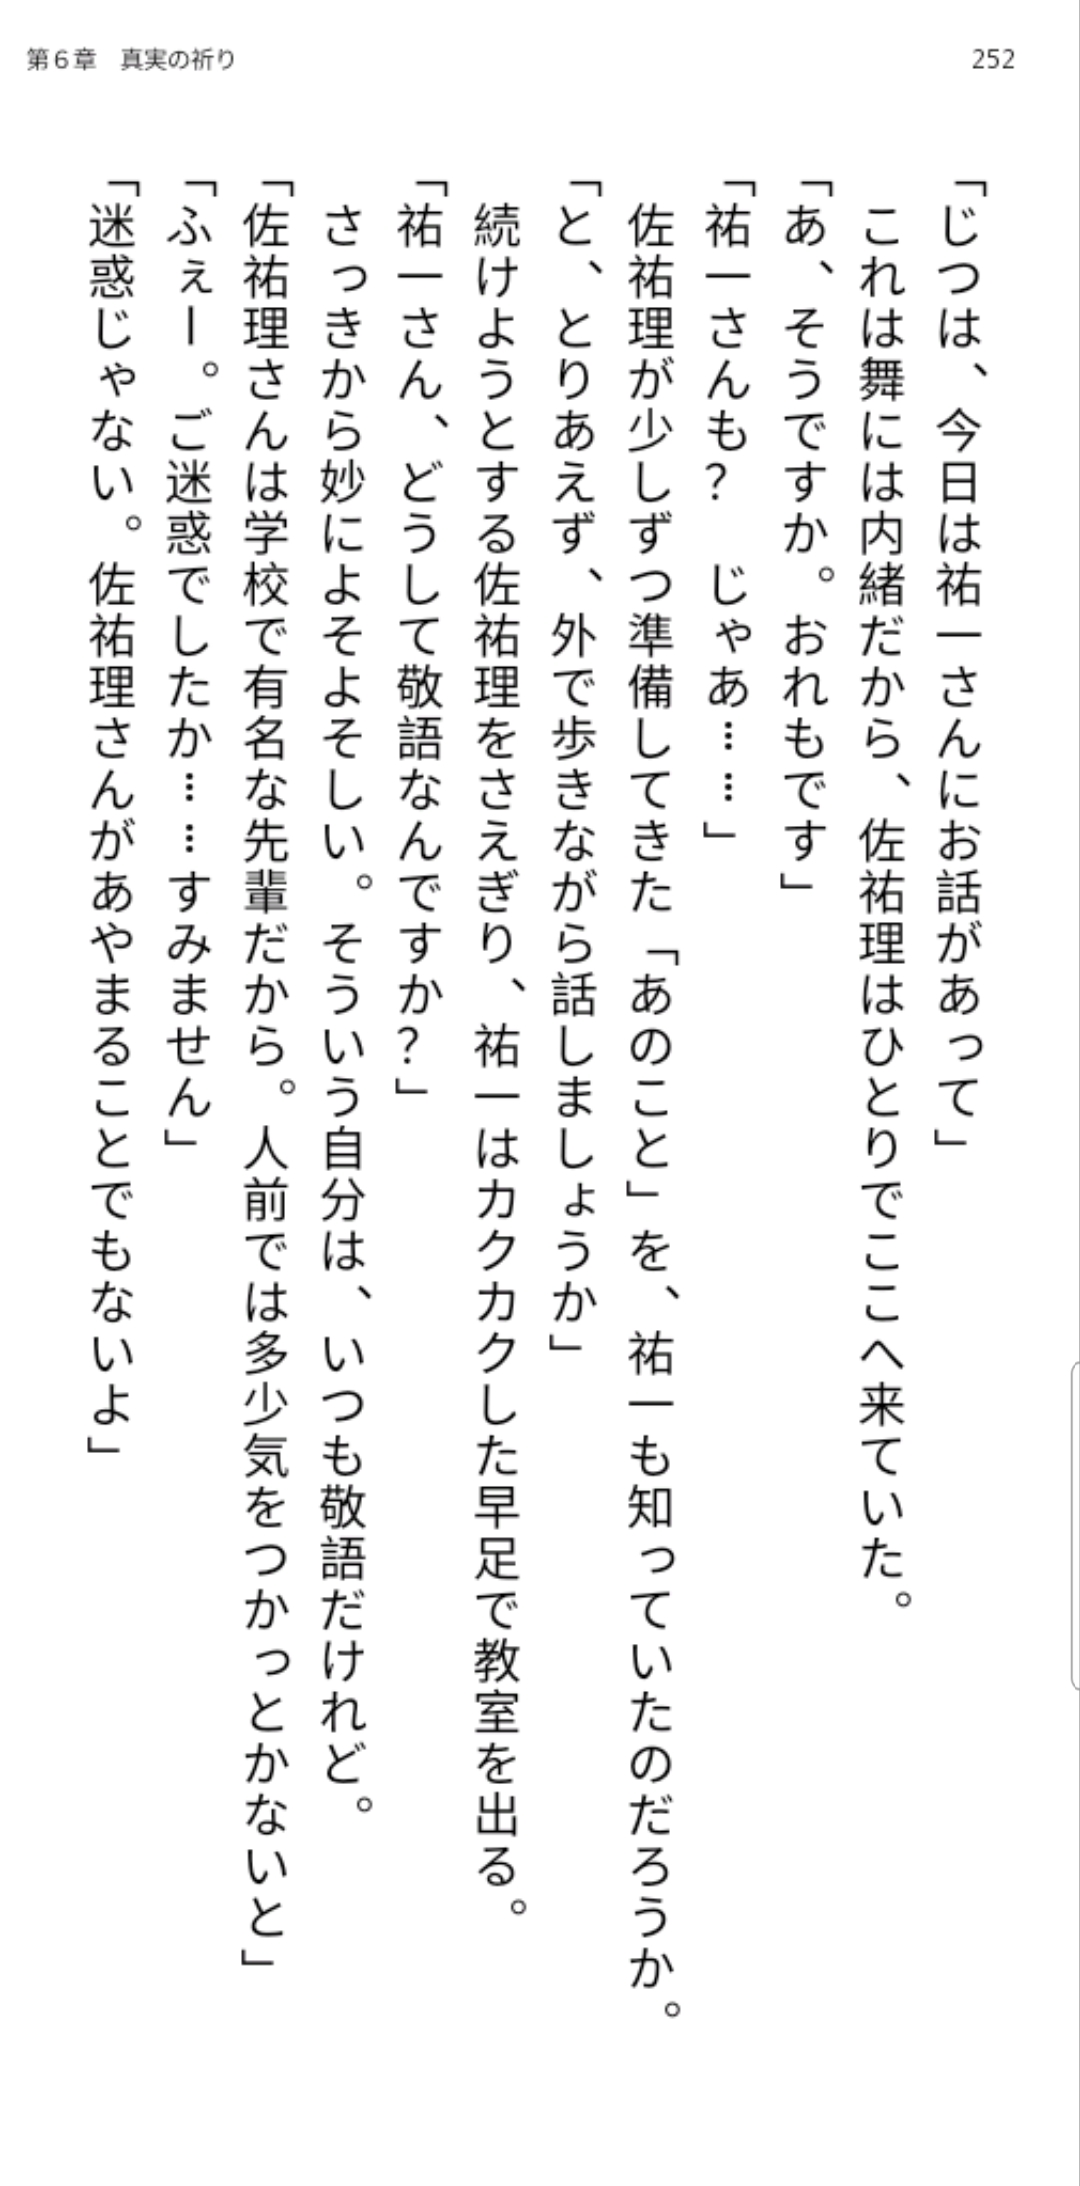 第６章　真実の祈り
252
「じつは、今日は祐一さんにお話があって」
　これは舞には内緒だから、佐祐理はひとりでここへ来ていた。
「あ、そうですか。おれもです」
「祐一さんも？　じゃあ……」
　佐祐理が少しずつ準備してきた「あのこと」を、祐一も知っていたのだろうか。
「と、とりあえず、外で歩きながら話しましょうか」
　続けようとする佐祐理をさえぎり、祐一はカクカクした早足で教室を出る。
「祐一さん、どうして敬語なんですか？」
　さっきから妙によそよそしい。そういう自分は、いつも敬語だけれど。
「佐祐理さんは学校で有名な先輩だから。人前では多少気をつかっとかないと」
「ふぇー。ご迷惑でしたか……すみません」
「迷惑じゃない。佐祐理さんがあやまることでもないよ」